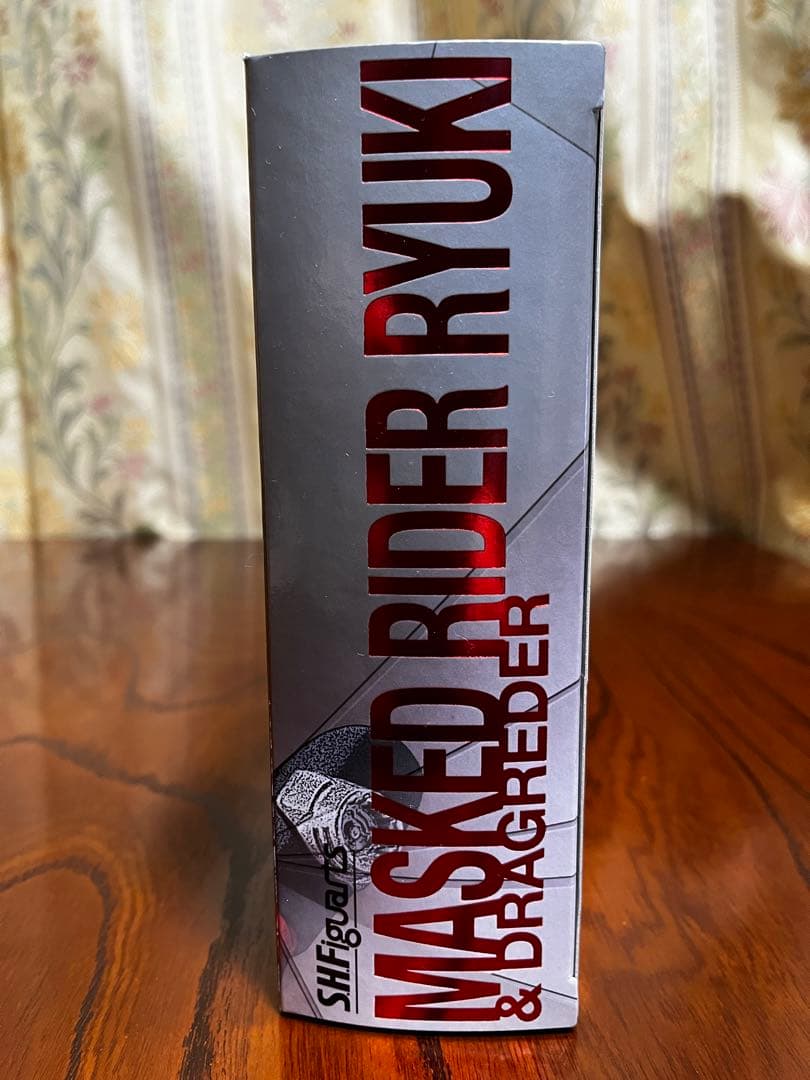 S.H.Figuarts
MASKED RIDER RYUKI
& DRAGREDER